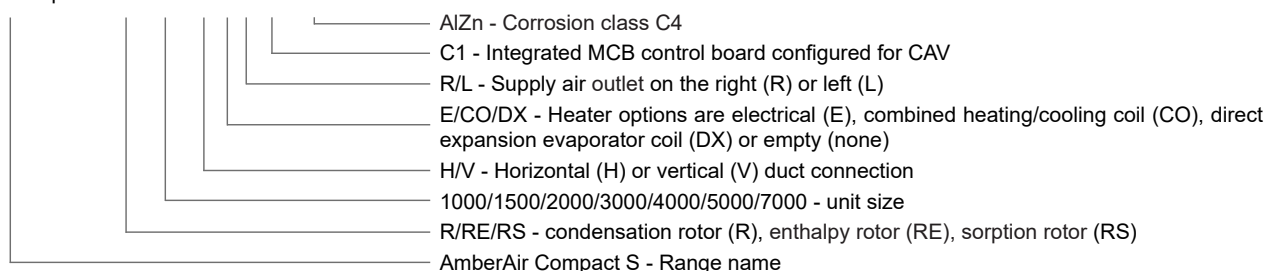 AlZn - Corrosion class C4
C1 - Integrated MCB control board configured for CAV
R/L - Supply air outlet on the right (R) or left (L)
E/CO/DX - Heater options are electrical (E), combined heating/cooling coil (CO), direct
expansion evaporator coil (DX) or empty (none)
H/V - Horizontal (H) or vertical (V) duct connection
1000/1500/2000/3000/4000/5000/7000 - unit size
R/RE/RS - condensation rotor (R), enthalpy rotor (RE), sorption rotor (RS)
AmberAir Compact S - Range name